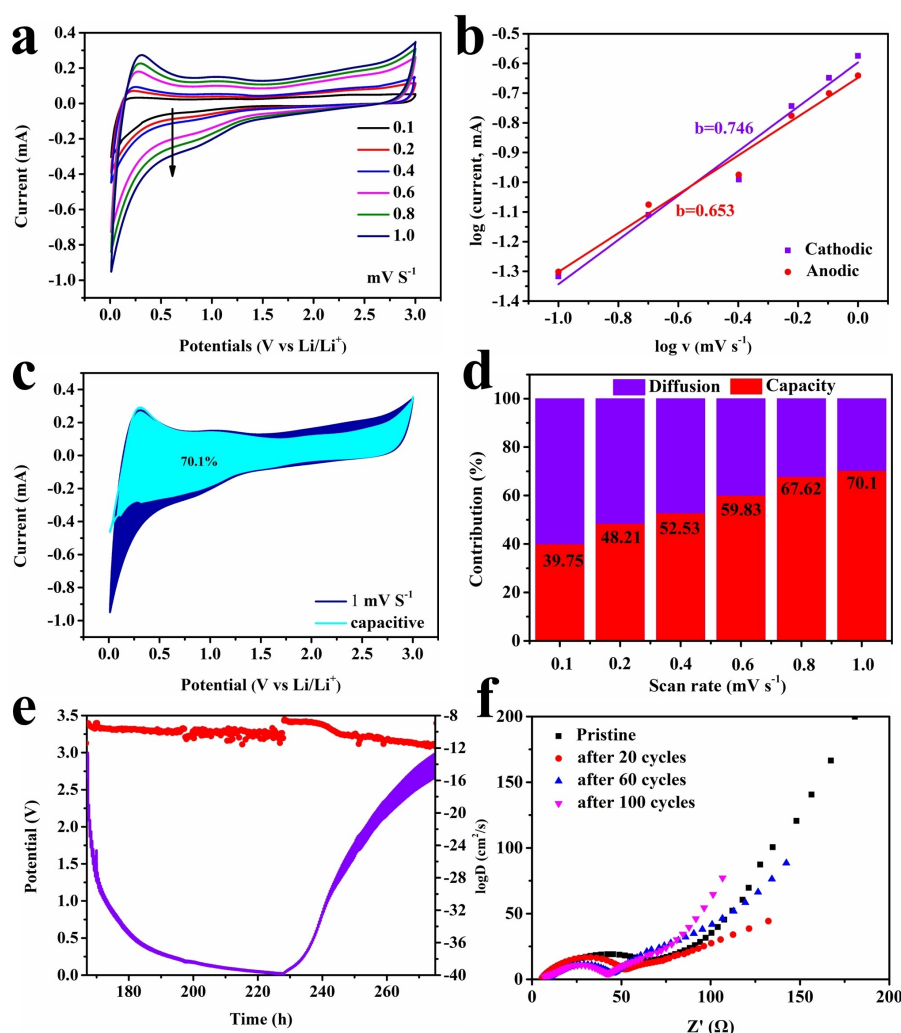 a
0.4
0.2
0.0
-0.2
-0.4
-0.6
-0.8
-1.0
Current (mA)
0.1
0.2
0.4
0.6
0.8
1.0
mV S⁻¹
0.0 0.5 1.0 1.5 2.0 2.5 3.0
Potentials (V vs Li/Li⁺)
b
-0.5
-0.6
-0.7
-0.8
-0.9
-1.0
-1.1
-1.2
-1.3
-1.4
log (current, mA)
b=0.746
b=0.653
Cathodic
Anodic
-1.0 -0.8 -0.6 -0.4 -0.2 0.0
log v (mV s⁻¹)
c
0.4
0.2
0.0
-0.2
-0.4
-0.6
-0.8
-1.0
Current (mA)
70.1%
1 mV S⁻¹
capacitive
0.0 0.5 1.0 1.5 2.0 2.5 3.0
Potential (V vs Li/Li⁺)
d
Diffusion Capacity
100
80
60
40
20
0
Contribution (%)
39.75 48.21 52.53 59.83 67.62 70.1
0.1 0.2 0.4 0.6 0.8 1.0
Scan rate (mV s⁻¹)
e
3.5
3.0
2.5
2.0
1.5
1.0
0.5
0.0
Potential (V)
-8
-12
-16
-20
-24
-28
-32
-36
-40
logD (cm²/s)
180 200 220 240 260
Time (h)
f
200
150
100
50
0
Pristine
after 20 cycles
after 60 cycles
after 100 cycles
0 50 100 150 200
Z' (Ω)